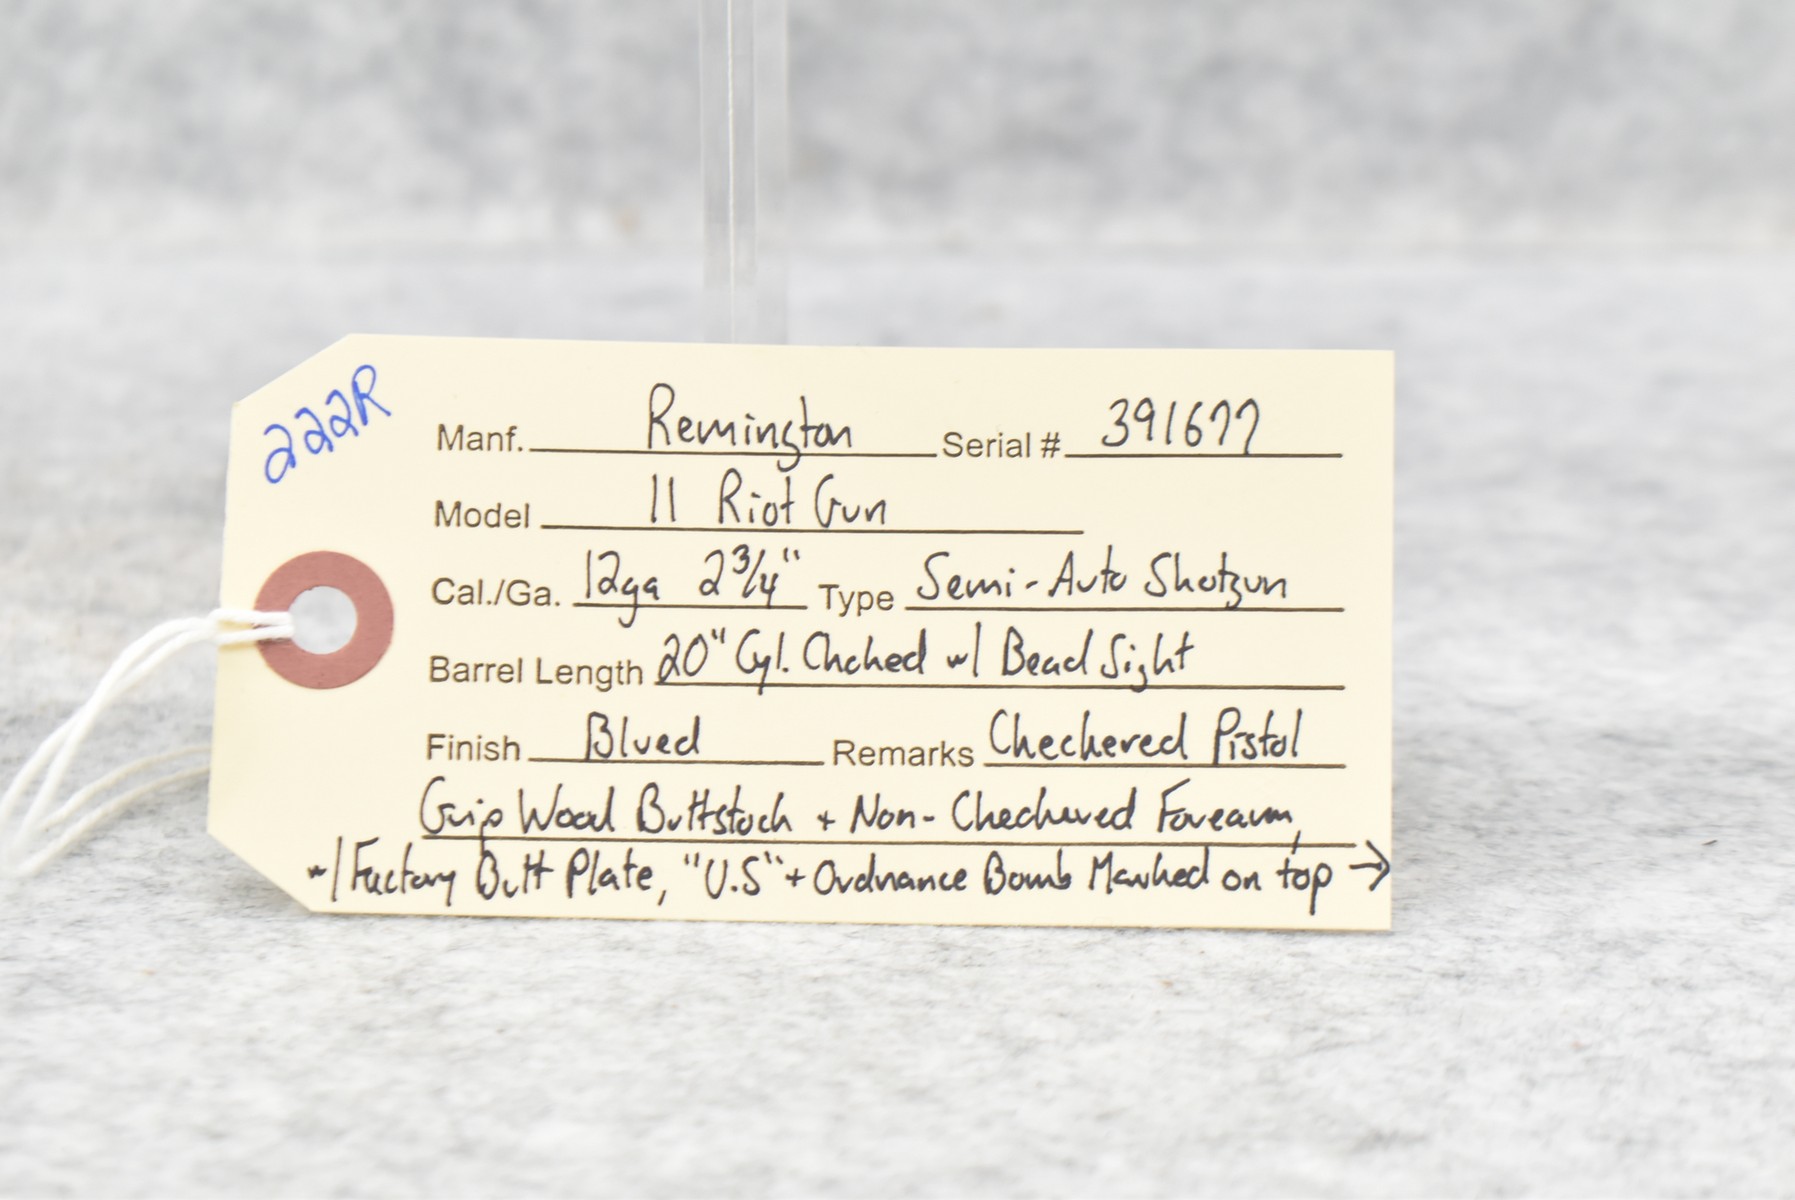 222R
Manf. Remington Serial # 391677
Model 11 Riot Gun
Cal./Ga. 12ga 2 3/4" Type Semi-Auto Shotgun
Barrel Length 20" Cyl. Choked w/ Bead Sight
Finish Blued Remarks Checkered Pistol
Grip Wood Buttstock + Non-Checkered Forearm,
w/ Factory Butt Plate, "U.S" + Ordnance Bomb Marked on top →